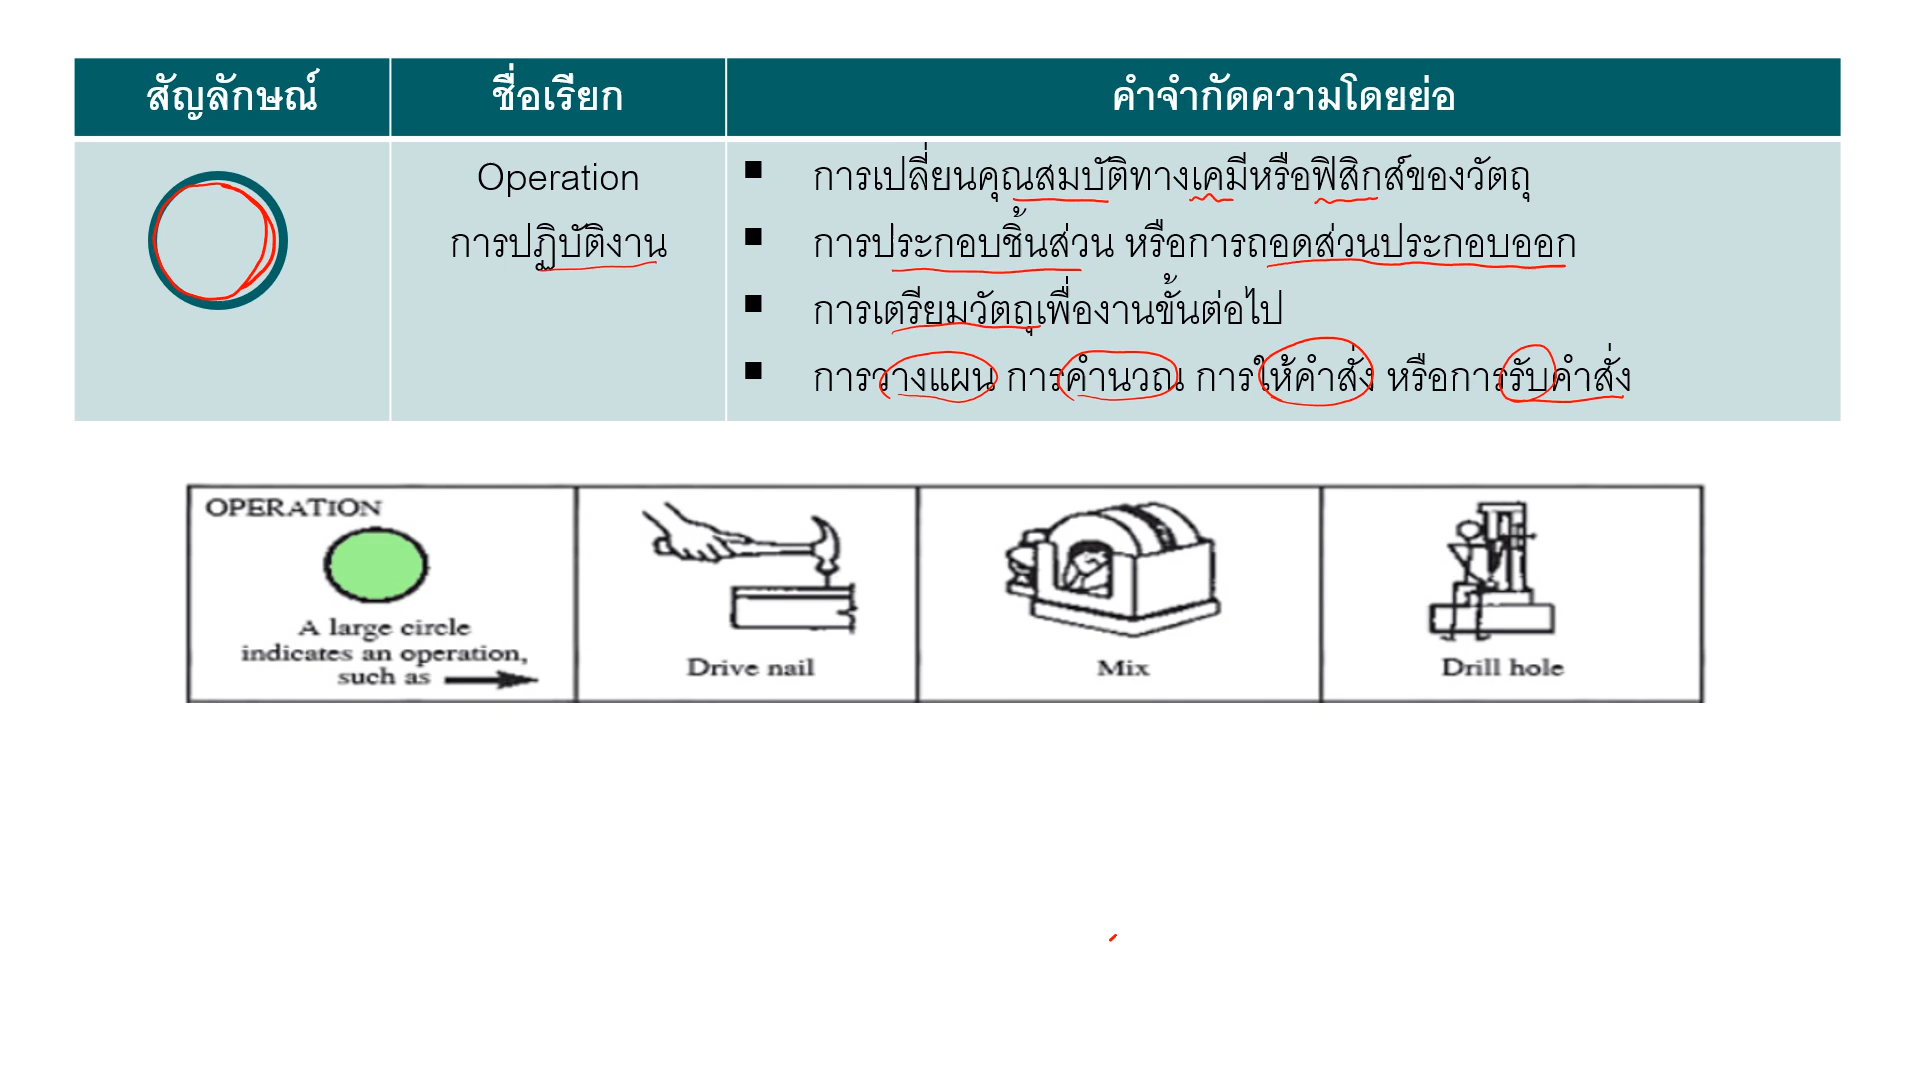 สัญลักษณ์
ชื่อเรียก
คำจำกัดความโดยย่อ
Operation
การปฏิบัติงาน
▪ การเปลี่ยนคุณสมบัติทางเคมีหรือฟิสิกส์ของวัตถุ
▪ การประกอบชิ้นส่วน หรือการถอดส่วนประกอบออก
▪ การเตรียมวัตถุเพื่องานขั้นต่อไป
▪ การวางแผน การคำนวณ การให้คำสั่ง หรือการรับคำสั่ง
OPERATION
A large circle
indicates an operation,
such as
Drive nail
Mix
Drill hole